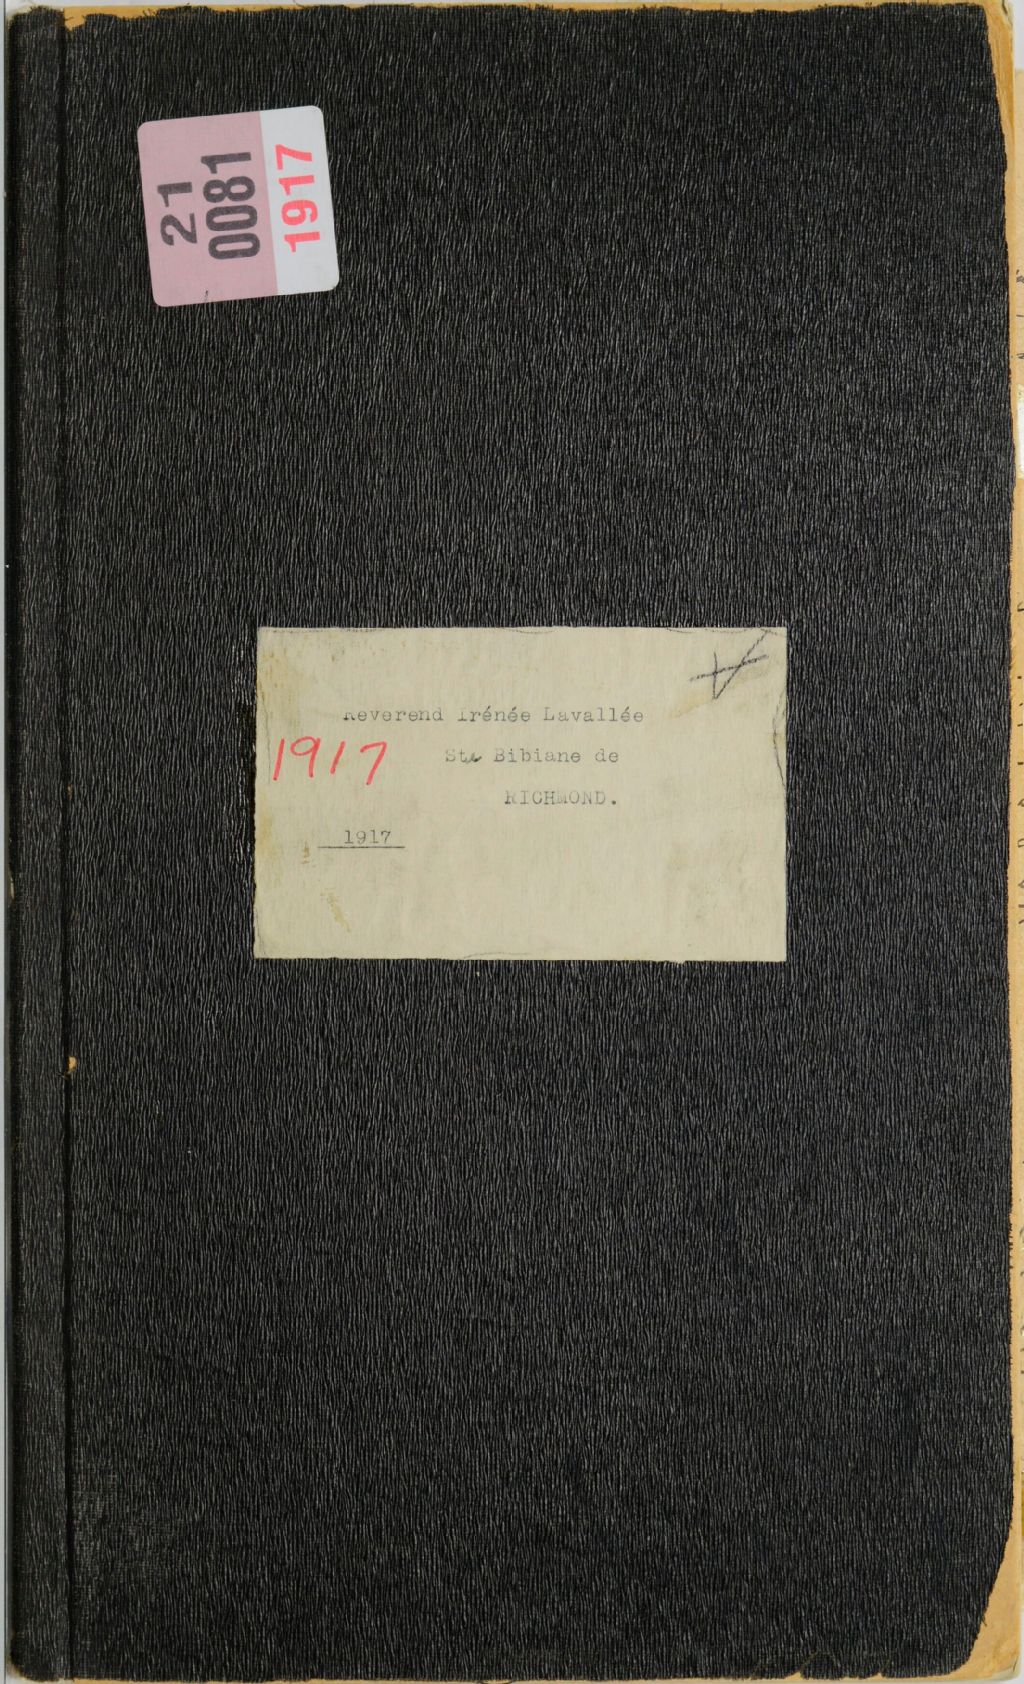 21
0081
1917
Reverend Irénée Lavallée
1917
Ste Bibiane de
RICHMOND.
1917